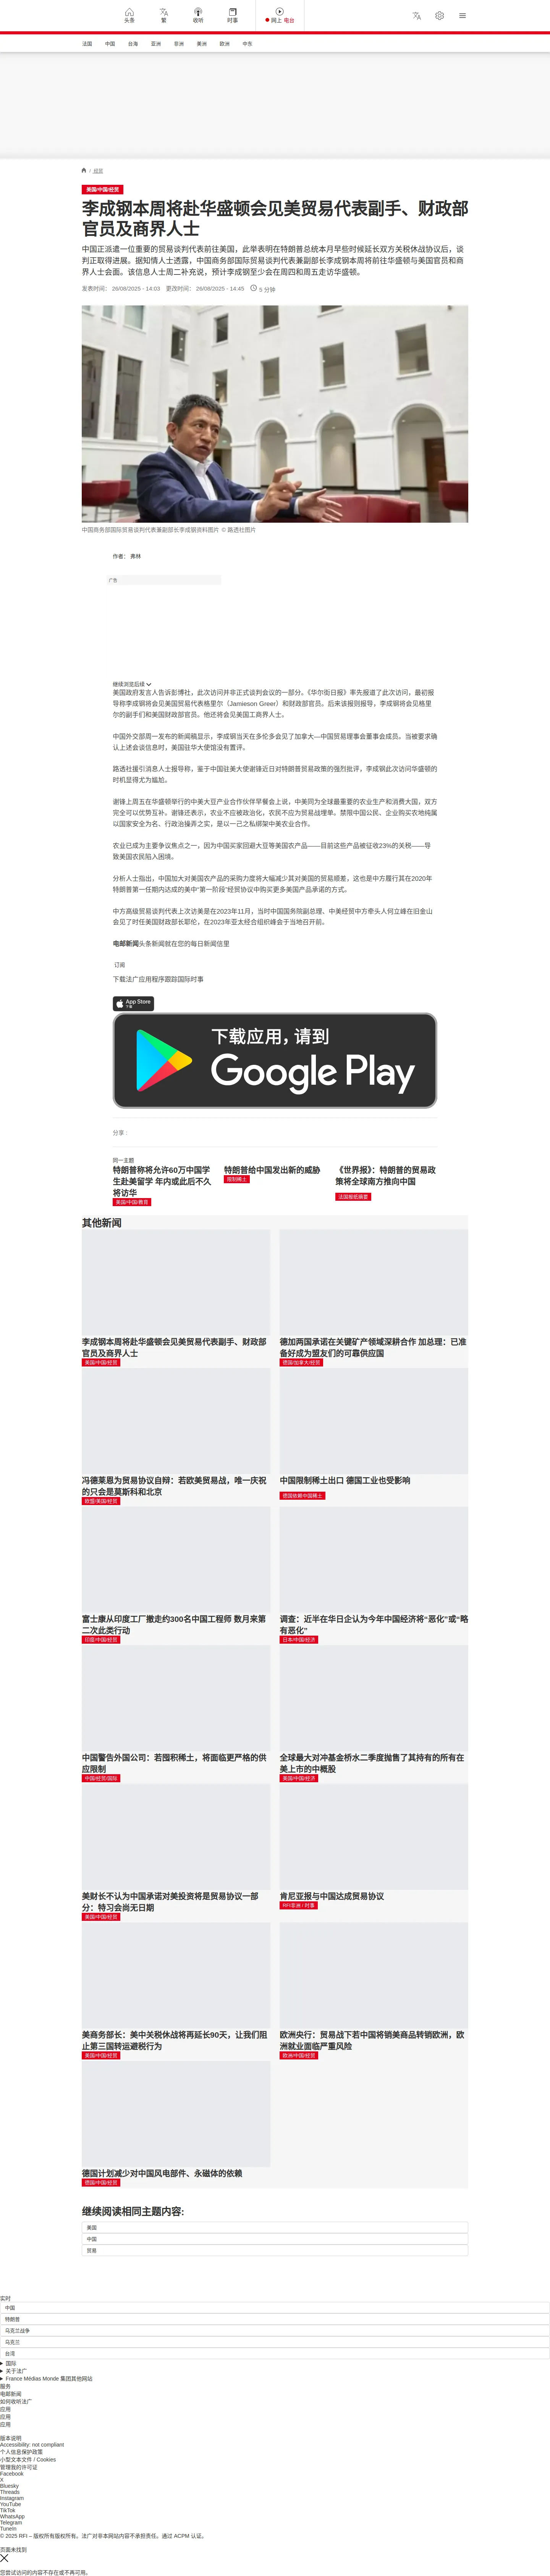 头条
繁
收听
时事
网上 电台
法国 中国 台海 亚洲 非洲 美洲 欧洲 中东
/ 经贸
美国/中国/经贸
李成钢本周将赴华盛顿会见美贸易代表副手、财政部
官员及商界人士
中国正派遣一位重要的贸易谈判代表前往美国，此举表明在特朗普总统本月早些时候延长双方关税休战协议后，谈
判正取得进展。据知情人士透露，中国商务部国际贸易谈判代表兼副部长李成钢本周将前往华盛顿与美国官员和商
界人士会面。该信息人士周二补充说，预计李成钢至少会在周四和周五走访华盛顿。
发表时间： 26/08/2025 - 14:03 更改时间： 26/08/2025 - 14:45 5 分钟
中国商务部国际贸易谈判代表兼副部长李成钢资料图片 © 路透社图片
作者： 弗林
广告
继续浏览后续
美国政府发言人告诉彭博社，此次访问并非正式谈判会议的一部分。《华尔街日报》率先报道了此次访问，最初报
导称李成钢将会见美国贸易代表格里尔（Jamieson Greer）和财政部官员。后来该报则报导，李成钢将会见格里
尔的副手们和美国财政部官员。他还将会见美国工商界人士。
中国外交部周一发布的新闻稿显示，李成钢当天在多伦多会见了加拿大—中国贸易理事会董事会成员。当被要求确
认上述会谈信息时，美国驻华大使馆没有置评。
路透社援引消息人士报导称，鉴于中国驻美大使谢锋近日对特朗普贸易政策的强烈批评，李成钢此次访问华盛顿的
时机显得尤为尴尬。
谢锋上周五在华盛顿举行的中美大豆产业合作伙伴早餐会上说，中美同为全球最重要的农业生产和消费大国，双方
完全可以优势互补。谢锋还表示，农业不应被政治化，农民不应为贸易战埋单。禁限中国公民、企业购买农地纯属
以国家安全为名、行政治操弄之实，是以一已之私绑架中美农业合作。
农业已成为主要争议焦点之一，因为中国买家回避大豆等美国农产品——目前这些产品被征收23%的关税——导
致美国农民陷入困境。
分析人士指出，中国加大对美国农产品的采购力度将大幅减少其对美国的贸易顺差，这也是中方履行其在2020年
特朗普第一任期内达成的美中“第一阶段”经贸协议中购买更多美国产品承诺的方式。
中方高级贸易谈判代表上次访美是在2023年11月，当时中国国务院副总理、中美经贸中方牵头人何立峰在旧金山
会见了时任美国财政部长耶伦，在2023年亚太经合组织峰会于当地召开前。
电邮新闻头条新闻就在您的每日新闻信里
订阅
下载法广应用程序跟踪国际时事
App Store
下载
下载应用，请到
Google Play
分享 :
同一主题
特朗普称将允许60万中国学
生赴美留学 年内或此后不久
将访华
美国/中国/教育
特朗普给中国发出新的威胁
限制稀土
《世界报》：特朗普的贸易政
策将全球南方推向中国
法国报纸摘要
其他新闻
李成钢本周将赴华盛顿会见美贸易代表副手、财政部
官员及商界人士
美国/中国/经贸
德加两国承诺在关键矿产领域深耕合作 加总理：已准
备好成为盟友们的可靠供应国
德国/加拿大/经贸
冯德莱恩为贸易协议自辩：若欧美贸易战，唯一庆祝
的只会是莫斯科和北京
欧盟/美国/经贸
中国限制稀土出口 德国工业也受影响
德国依赖中国稀土
富士康从印度工厂撤走约300名中国工程师 数月来第
二次此类行动
印度/中国/经贸
调查：近半在华日企认为今年中国经济将“恶化”或“略
有恶化”
日本/中国/经济
中国警告外国公司：若囤积稀土，将面临更严格的供
应限制
中国/经贸/国际
全球最大对冲基金桥水二季度抛售了其持有的所有在
美上市的中概股
美国/中国/经济
美财长不认为中国承诺对美投资将是贸易协议一部
分：特习会尚无日期
美国/中国/经贸
肯尼亚报与中国达成贸易协议
RFI非洲 / 时事
美商务部长：美中关税休战将再延长90天，让我们阻
止第三国转运避税行为
美国/中国/经贸
欧洲央行：贸易战下若中国将销美商品转销欧洲，欧
洲就业面临严重风险
欧洲/中国/经贸
德国计划减少对中国风电部件、永磁体的依赖
德国/中国/经贸
继续阅读相同主题内容:
美国
中国
贸易
实时
中国
特朗普
乌克兰战争
乌克兰
台湾
国际
关于法广
France Médias Monde 集团其他网站
服务
电邮新闻
如何收听法广
应用
应用
应用
版本说明
Accessibility: not compliant
个人信息保护政策
小型文本文件 / Cookies
管理我的许可证
Facebook
X
Bluesky
Threads
Instagram
YouTube
TikTok
WhatsApp
Telegram
TuneIn
© 2025 RFI – 版权所有版权所有。法广对非本网站内容不承担责任。通过 ACPM 认证。
页面未找到
您尝试访问的内容不存在或不再可用。